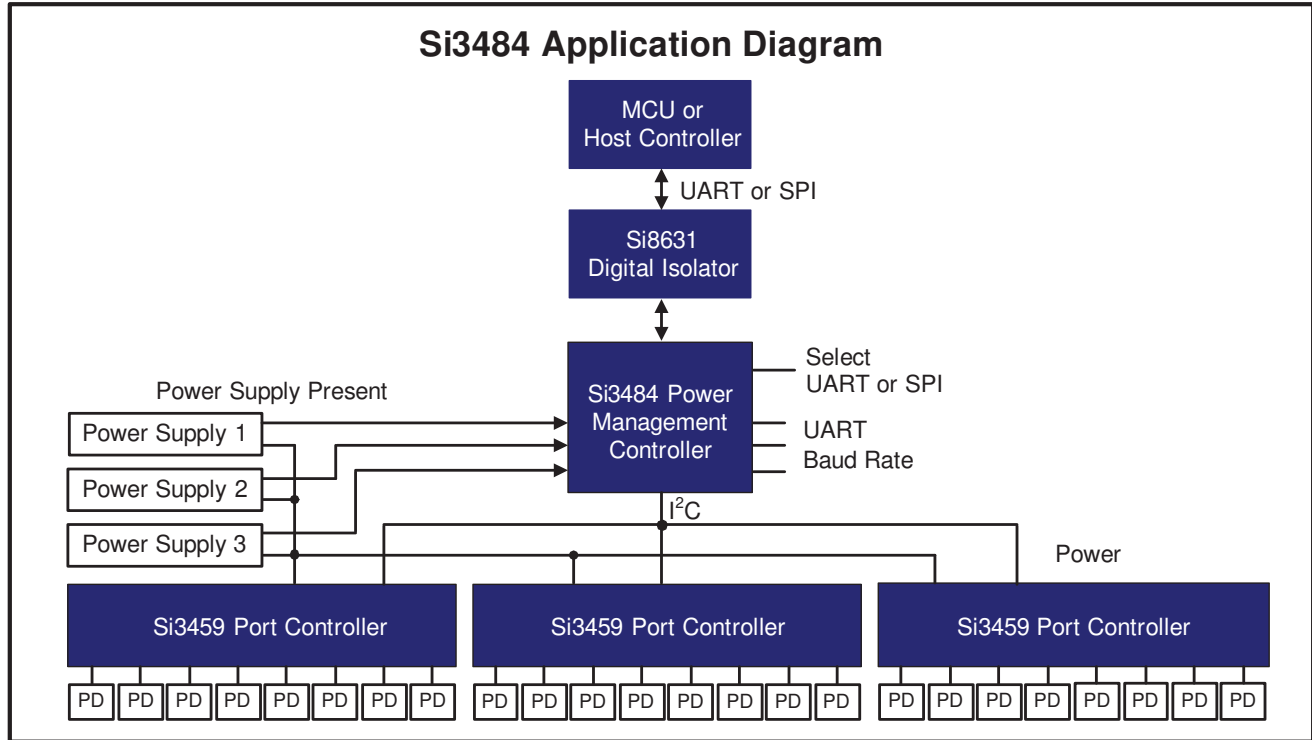 Si3484 Application Diagram
MCU or
Host Controller
UART or SPI
Si8631
Digital Isolator
Select
UART or SPI
Si3484 Power
Management
Controller
UART
Baud Rate
Power Supply Present
Power Supply 1
Power Supply 2
Power Supply 3
I²C
Power
Si3459 Port Controller
Si3459 Port Controller
Si3459 Port Controller
PD PD PD PD PD PD PD PD
PD PD PD PD PD PD PD PD
PD PD PD PD PD PD PD PD